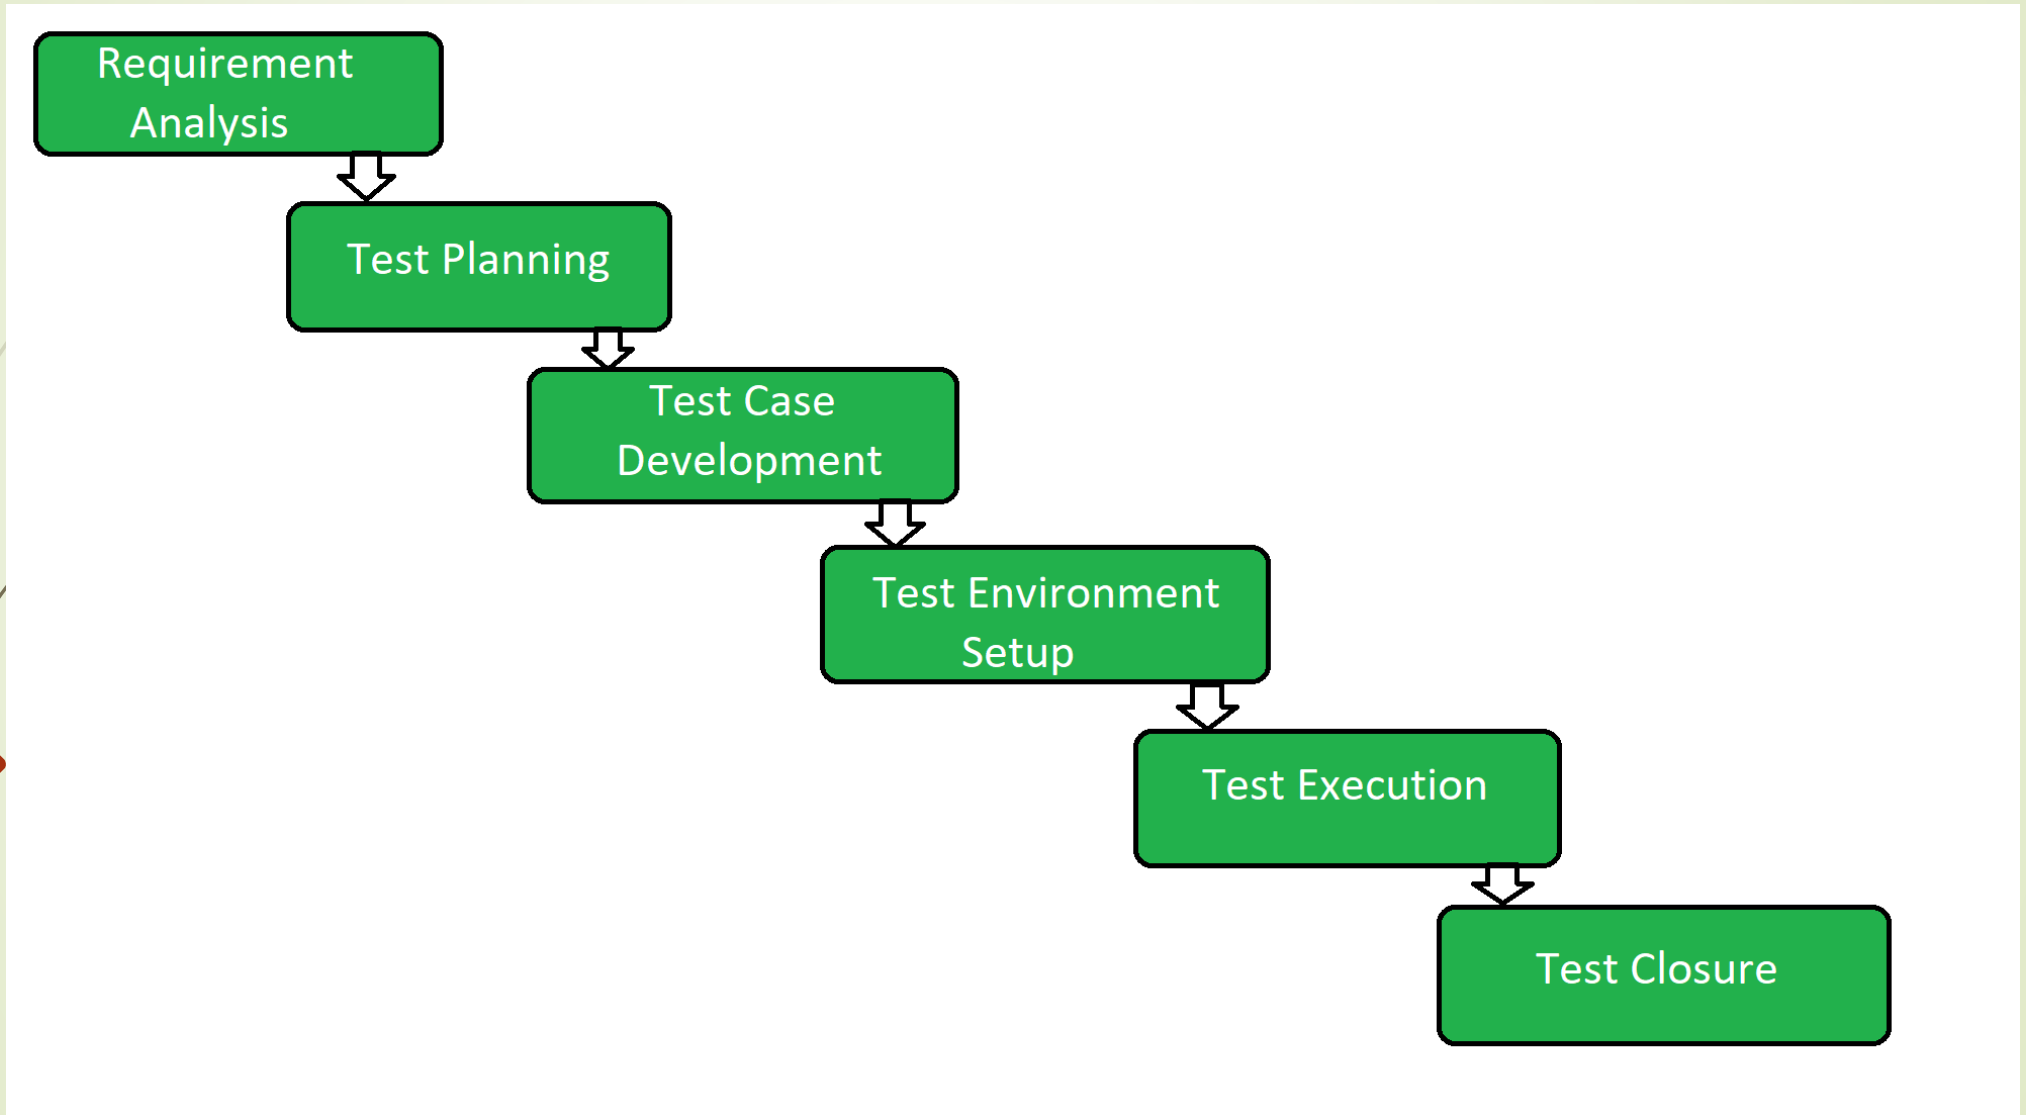 Requirement
Analysis
Test Planning
Test Case
Development
Test Environment
Setup
Test Execution
Test Closure